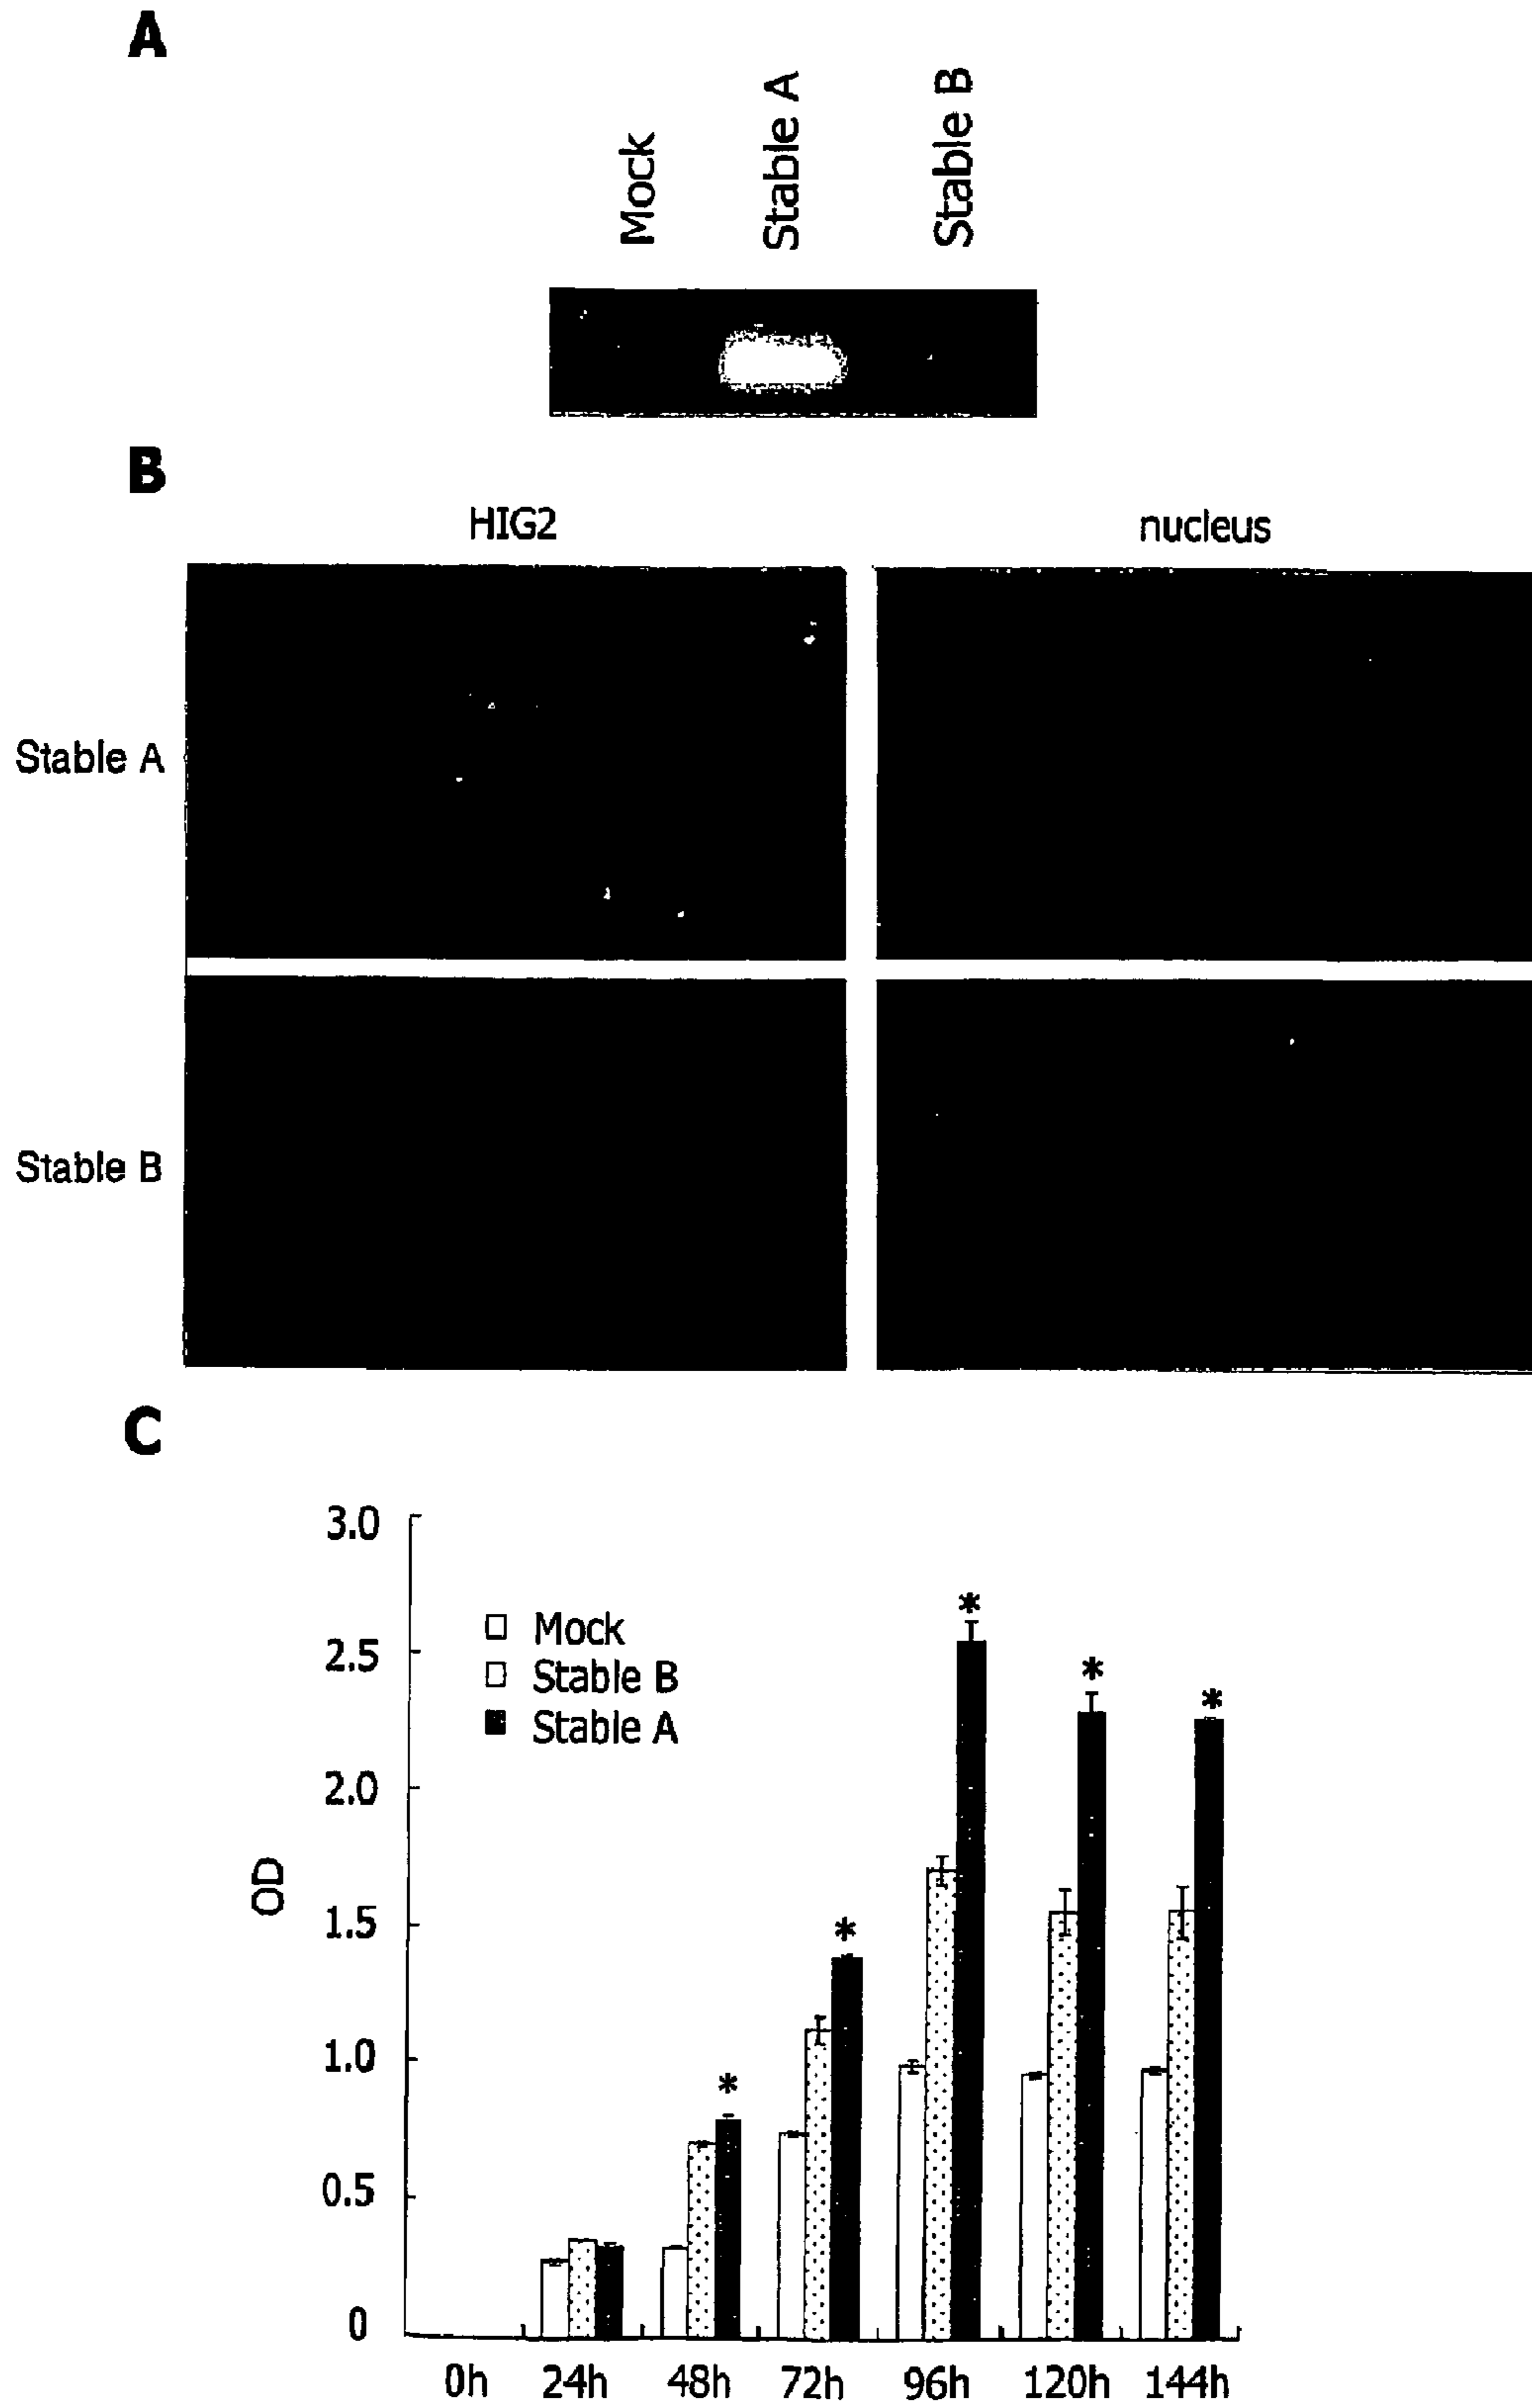 A
Mock
Stable A
Stable B
B
HIG2
nucleus
Stable A
Stable B
C
3.0
2.5
2.0
1.5
1.0
0.5
0
OD
Mock
Stable B
Stable A
*
*
*
*
*
0h 24h 48h 72h 96h 120h 144h